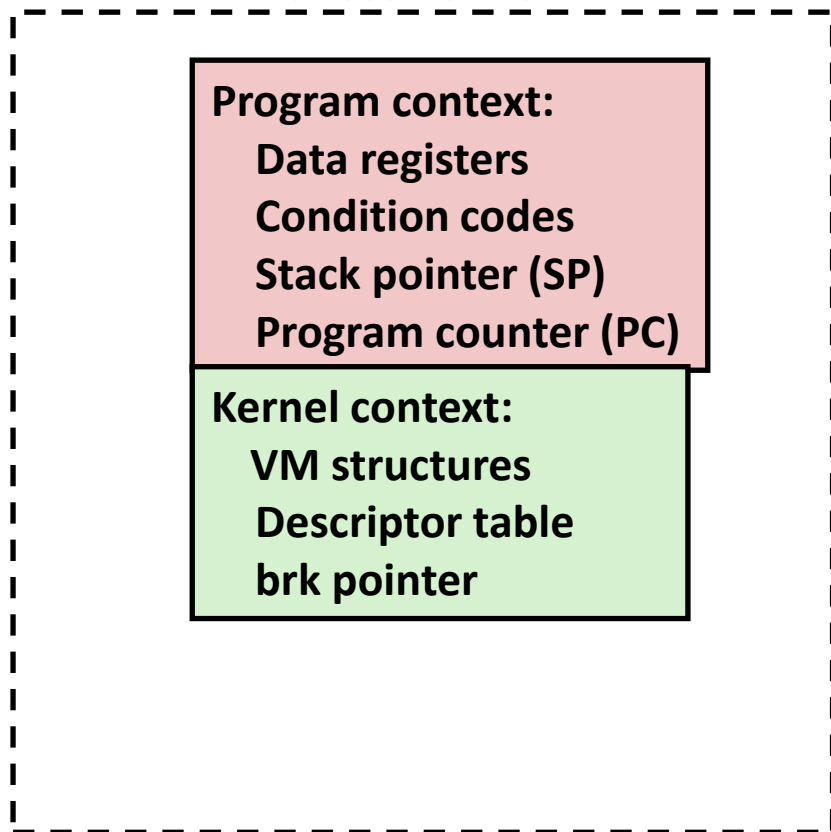 Program context:
Data registers
Condition codes
Stack pointer (SP)
Program counter (PC)
Kernel context:
VM structures
Descriptor table
brk pointer